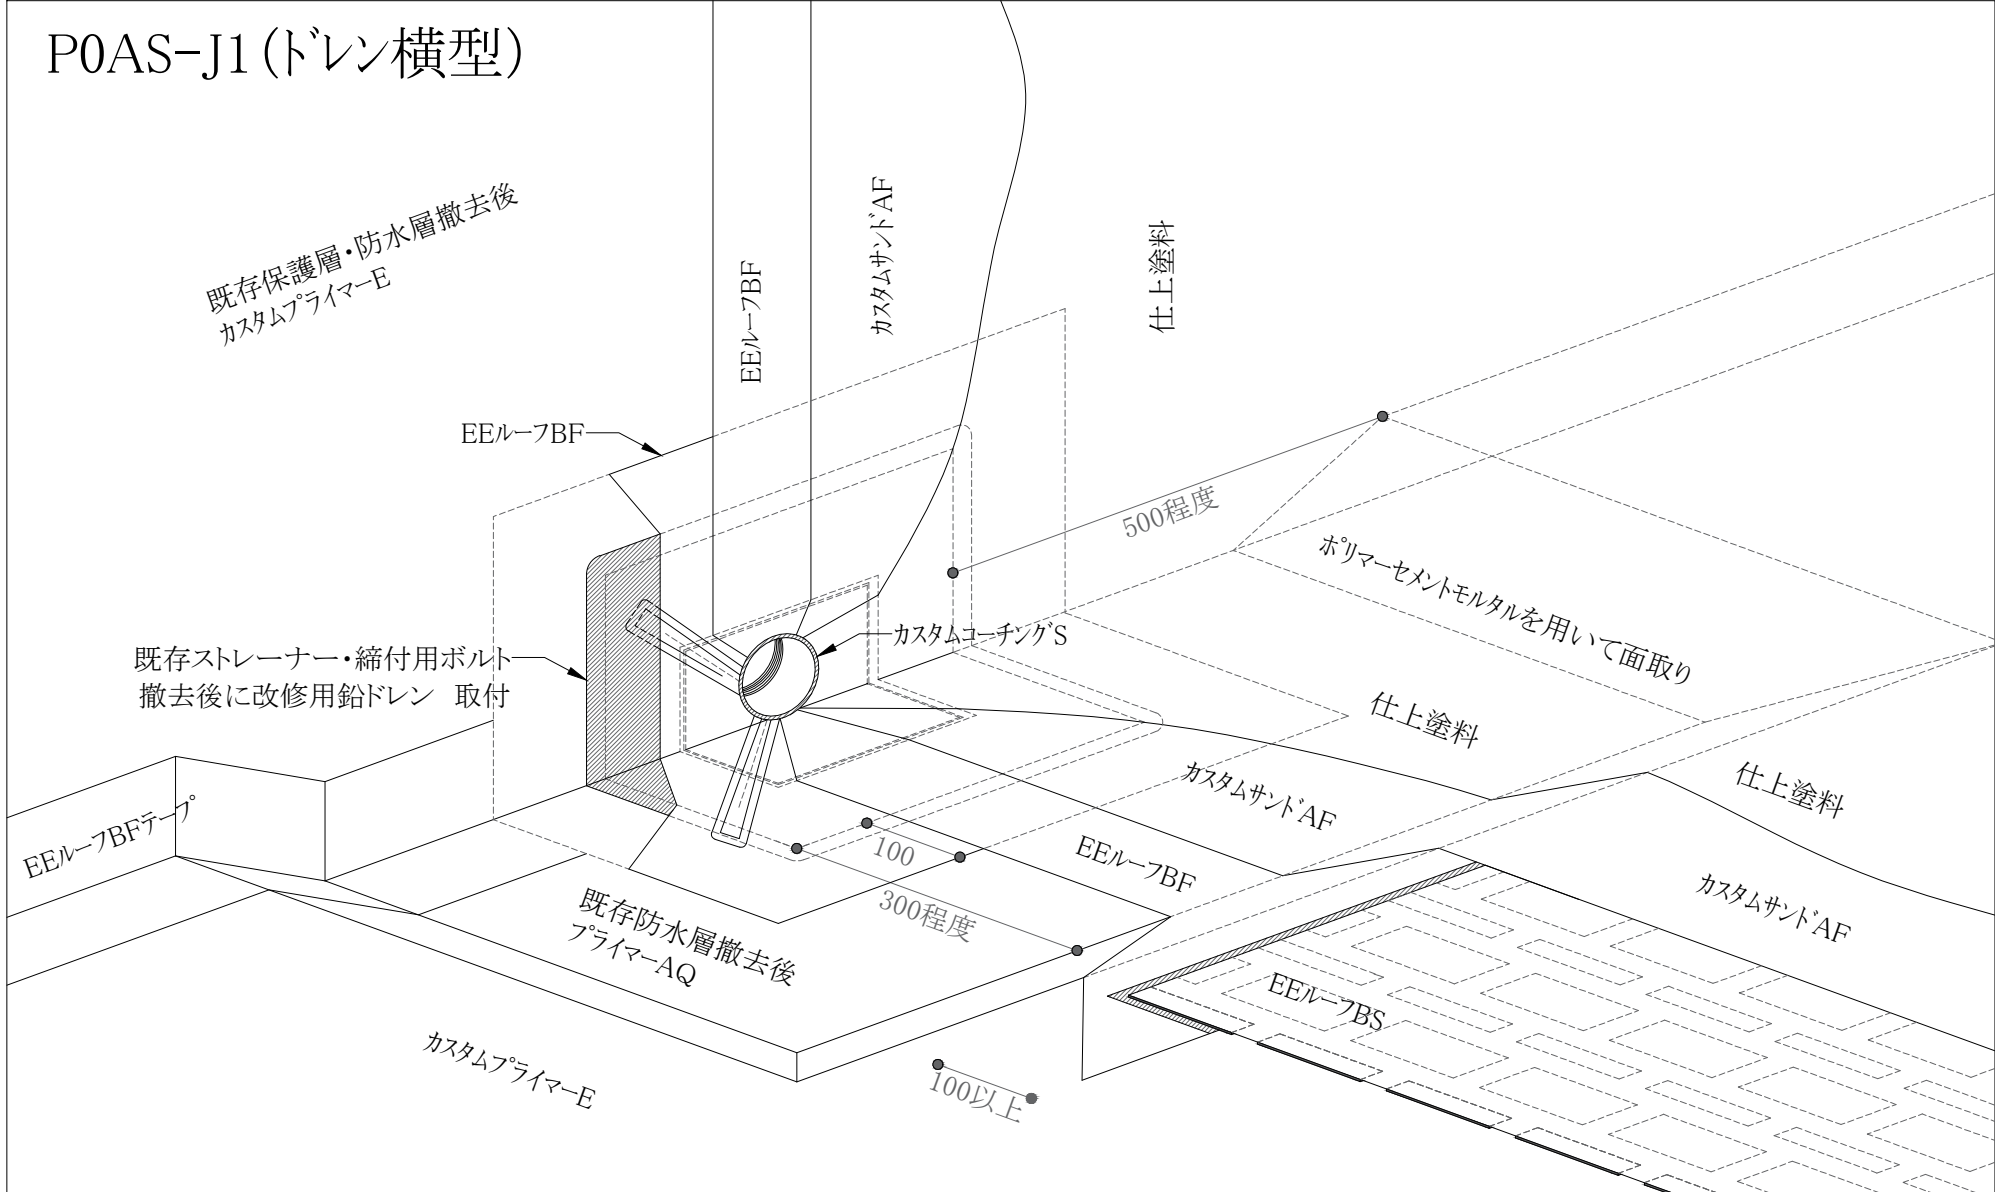 P0AS-J1(ドレン横型)
既存保護層・防水層撤去後
カスタムプライマーE
EEルーフBF
カスタムサンドAF
仕上塗料
EEルーフBF
500程度
ポリマーセメントモルタルを用いて面取り
カスタムコーチングS
既存ストレーナー・締付用ボルト
撤去後に改修用鉛ドレン 取付
仕上塗料
仕上塗料
カスタムサンドAF
EEルーフBFテープ
100
EEルーフBF
300程度
カスタムサンドAF
既存防水層撤去後
プライマーAQ
EEルーフBS
カスタムプライマーE
100以上